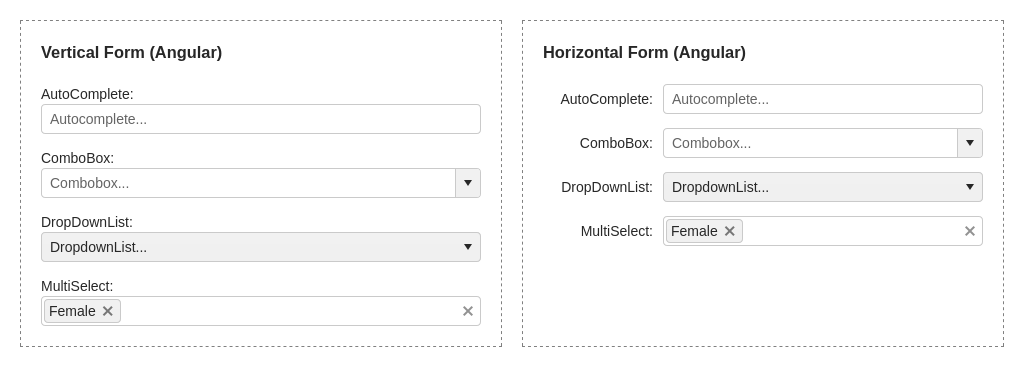 Vertical Form (Angular)
AutoComplete:
Autocomplete...
ComboBox:
Combobox...
DropDownList:
DropdownList...
MultiSelect:
Female
Horizontal Form (Angular)
AutoComplete: Autocomplete...
ComboBox: Combobox...
DropDownList: DropdownList...
MultiSelect: Female